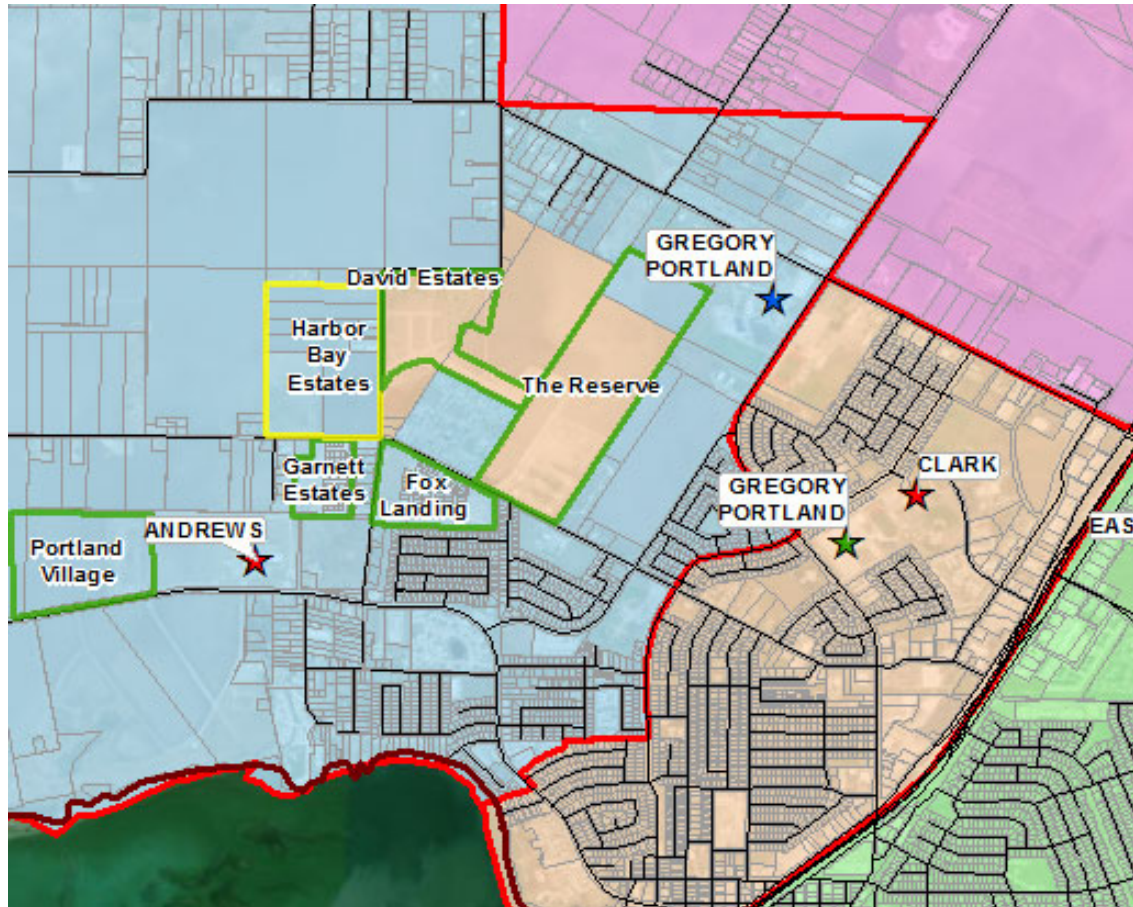 GREGORY
PORTLAND
David Estates
Harbor
Bay
Estates
The Reserve
CLARK
Garnett
Estates
Fox
Landing
GREGORY
PORTLAND
EAS
ANDREWS
Portland
Village